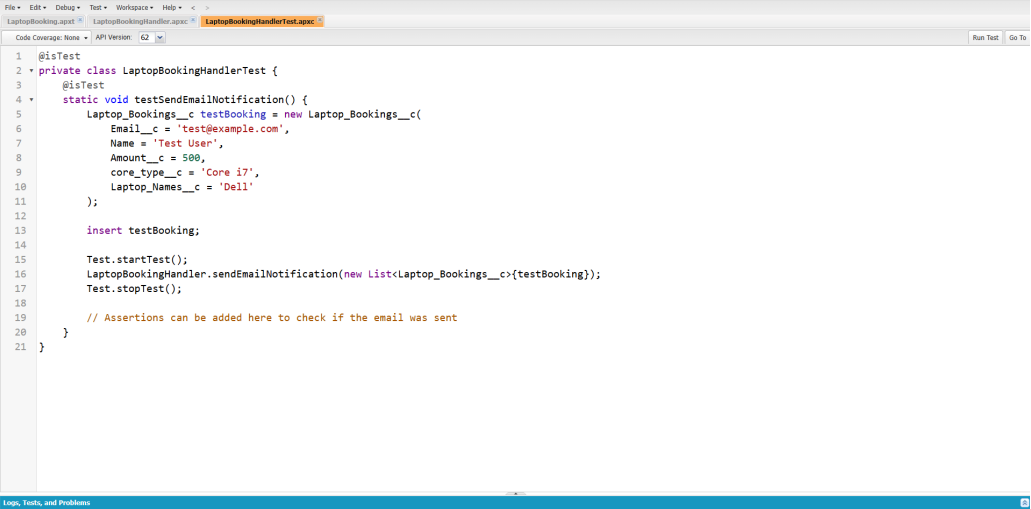 File Edit Debug Test Workspace Help < >
LaptopBooking.apxt LaptopBookingHandler.apxc LaptopBookingHandlerTest.apxc
Code Coverage: None API Version: 62 Run Test Go To
1 @isTest
2 private class LaptopBookingHandlerTest {
3 @isTest
4 static void testSendEmailNotification() {
5 Laptop_Bookings__c testBooking = new Laptop_Bookings__c(
6 Email__c = 'test@example.com',
7 Name = 'Test User',
8 Amount__c = 500,
9 core_type__c = 'Core i7',
10 Laptop_Names__c = 'Dell'
11 );
12
13 insert testBooking;
14
15 Test.startTest();
16 LaptopBookingHandler.sendEmailNotification(new List<Laptop_Bookings__c>{testBooking});
17 Test.stopTest();
18
19 // Assertions can be added here to check if the email was sent
20 }
21 }
Logs, Tests, and Problems